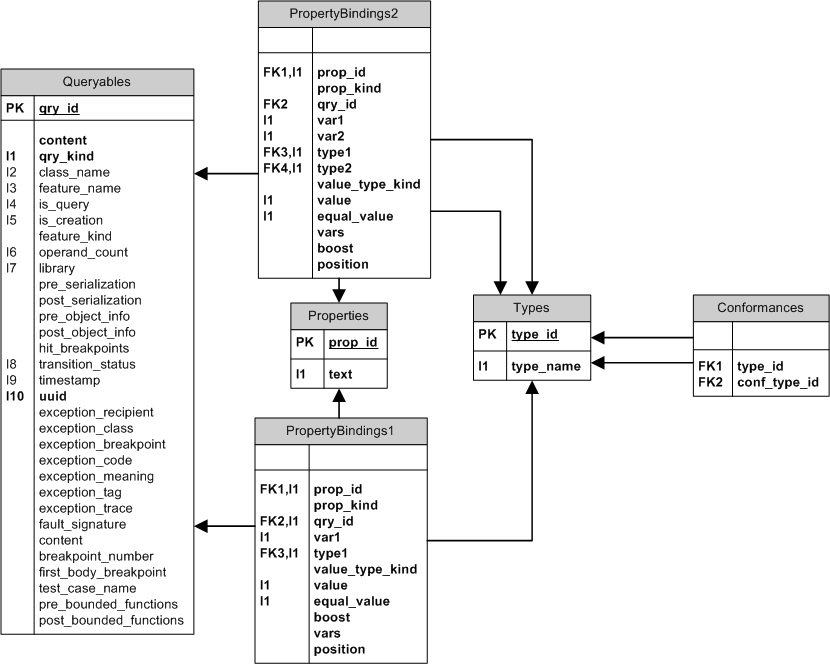 PropertyBindings2
FK1,I1 prop_id
prop_kind
FK2 qry_id
I1 var1
I1 var2
FK3,I1 type1
FK4,I1 type2
value_type_kind
I1 value
I1 equal_value
vars
boost
position
Queryables
PK qry_id
content
I1 qry_kind
I2 class_name
I3 feature_name
I4 is_query
I5 is_creation
feature_kind
I6 operand_count
I7 library
pre_serialization
post_serialization
pre_object_info
post_object_info
hit_breakpoints
I8 transition_status
I9 timestamp
I10 uuid
exception_recipient
exception_class
exception_breakpoint
exception_code
exception_meaning
exception_tag
exception_trace
fault_signature
content
breakpoint_number
first_body_breakpoint
test_case_name
pre_bounded_functions
post_bounded_functions
Properties
PK prop_id
I1 text
Types
PK type_id
I1 type_name
Conformances
FK1 type_id
FK2 conf_type_id
PropertyBindings1
FK1,I1 prop_id
prop_kind
FK2,I1 qry_id
I1 var1
FK3,I1 type1
value_type_kind
I1 value
I1 equal_value
boost
vars
position